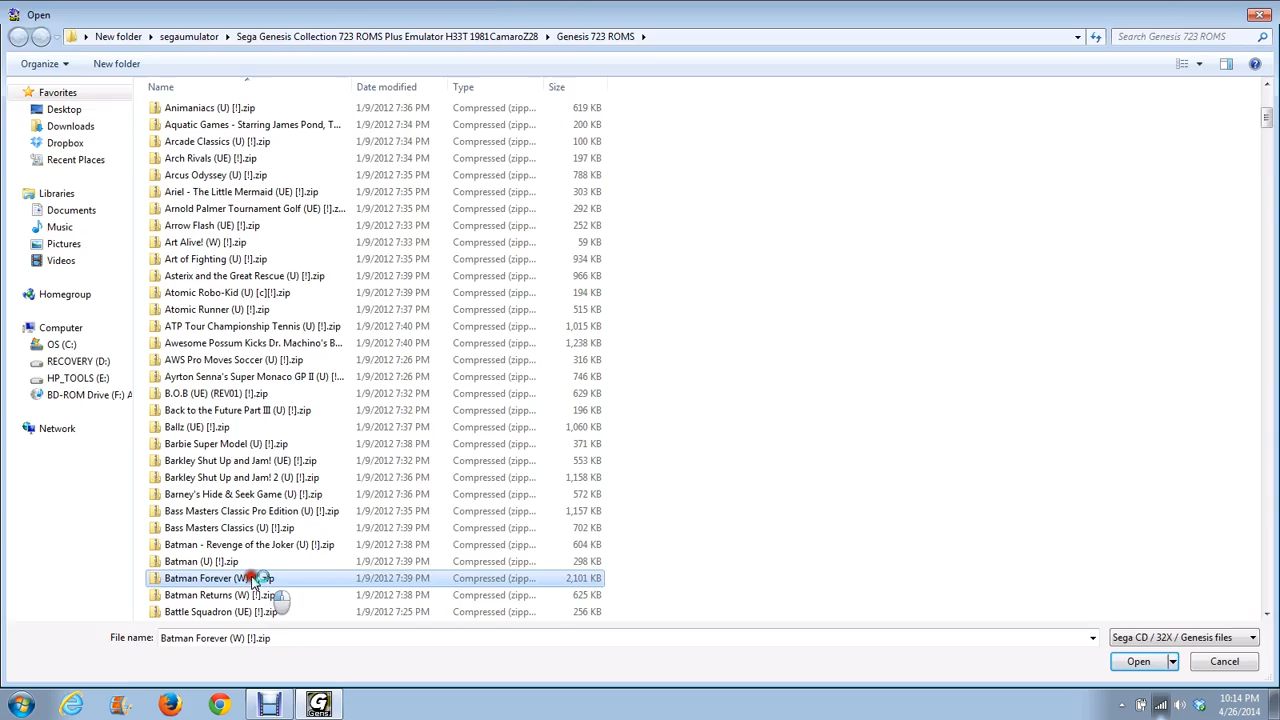 Open
New folder ▸ segaumulator ▸ Sega Genesis Collection 723 ROMS Plus Emulator H33T 1981CamaroZ28 ▸ Genesis 723 ROMS ▸
Search Genesis 723 ROMS
Organize ▾ New folder
Name Date modified Type Size
Favorites
Desktop
Downloads
Dropbox
Recent Places
Libraries
Documents
Music
Pictures
Videos
Homegroup
Computer
OS (C:)
RECOVERY (D:)
HP_TOOLS (E:)
BD-ROM Drive (F:) A
Network
Animaniacs (U) [!].zip 1/9/2012 7:36 PM Compressed (zipp... 619 KB
Aquatic Games - Starring James Pond, T... 1/9/2012 7:34 PM Compressed (zipp... 200 KB
Arcade Classics (U) [!].zip 1/9/2012 7:34 PM Compressed (zipp... 100 KB
Arch Rivals (UE) [!].zip 1/9/2012 7:34 PM Compressed (zipp... 197 KB
Arcus Odyssey (U) [!].zip 1/9/2012 7:35 PM Compressed (zipp... 788 KB
Ariel - The Little Mermaid (UE) [!].zip 1/9/2012 7:35 PM Compressed (zipp... 303 KB
Arnold Palmer Tournament Golf (UE) [!].z... 1/9/2012 7:35 PM Compressed (zipp... 292 KB
Arrow Flash (UE) [!].zip 1/9/2012 7:33 PM Compressed (zipp... 252 KB
Art Alive! (W) [!].zip 1/9/2012 7:33 PM Compressed (zipp... 59 KB
Art of Fighting (U) [!].zip 1/9/2012 7:35 PM Compressed (zipp... 934 KB
Asterix and the Great Rescue (U) [!].zip 1/9/2012 7:39 PM Compressed (zipp... 966 KB
Atomic Robo-Kid (U) [c][!].zip 1/9/2012 7:39 PM Compressed (zipp... 194 KB
Atomic Runner (U) [!].zip 1/9/2012 7:37 PM Compressed (zipp... 515 KB
ATP Tour Championship Tennis (U) [!].zip 1/9/2012 7:40 PM Compressed (zipp... 1,015 KB
Awesome Possum Kicks Dr. Machino's B... 1/9/2012 7:40 PM Compressed (zipp... 1,238 KB
AWS Pro Moves Soccer (U) [!].zip 1/9/2012 7:26 PM Compressed (zipp... 316 KB
Ayrton Senna's Super Monaco GP II (U) [!... 1/9/2012 7:26 PM Compressed (zipp... 746 KB
B.O.B (UE) (REV01) [!].zip 1/9/2012 7:32 PM Compressed (zipp... 629 KB
Back to the Future Part III (U) [!].zip 1/9/2012 7:32 PM Compressed (zipp... 196 KB
Ballz (UE) [!].zip 1/9/2012 7:37 PM Compressed (zipp... 1,060 KB
Barbie Super Model (U) [!].zip 1/9/2012 7:38 PM Compressed (zipp... 371 KB
Barkley Shut Up and Jam! (UE) [!].zip 1/9/2012 7:32 PM Compressed (zipp... 553 KB
Barkley Shut Up and Jam! 2 (U) [!].zip 1/9/2012 7:36 PM Compressed (zipp... 1,158 KB
Barney's Hide & Seek Game (U) [!].zip 1/9/2012 7:36 PM Compressed (zipp... 572 KB
Bass Masters Classic Pro Edition (U) [!].zip 1/9/2012 7:35 PM Compressed (zipp... 1,157 KB
Bass Masters Classics (U) [!].zip 1/9/2012 7:39 PM Compressed (zipp... 702 KB
Batman - Revenge of the Joker (U) [!].zip 1/9/2012 7:38 PM Compressed (zipp... 604 KB
Batman (U) [!].zip 1/9/2012 7:36 PM Compressed (zipp... 298 KB
Batman Forever (W) zip 1/9/2012 7:39 PM Compressed (zipp... 2,101 KB
Batman Returns (W) [!].zip 1/9/2012 7:38 PM Compressed (zipp... 625 KB
Battle Squadron (UE) [!].zip 1/9/2012 7:25 PM Compressed (zipp... 256 KB
File name: Batman Forever (W) [!].zip Sega CD / 32X / Genesis files
Open Cancel
Gens
10:14 PM
4/26/2014